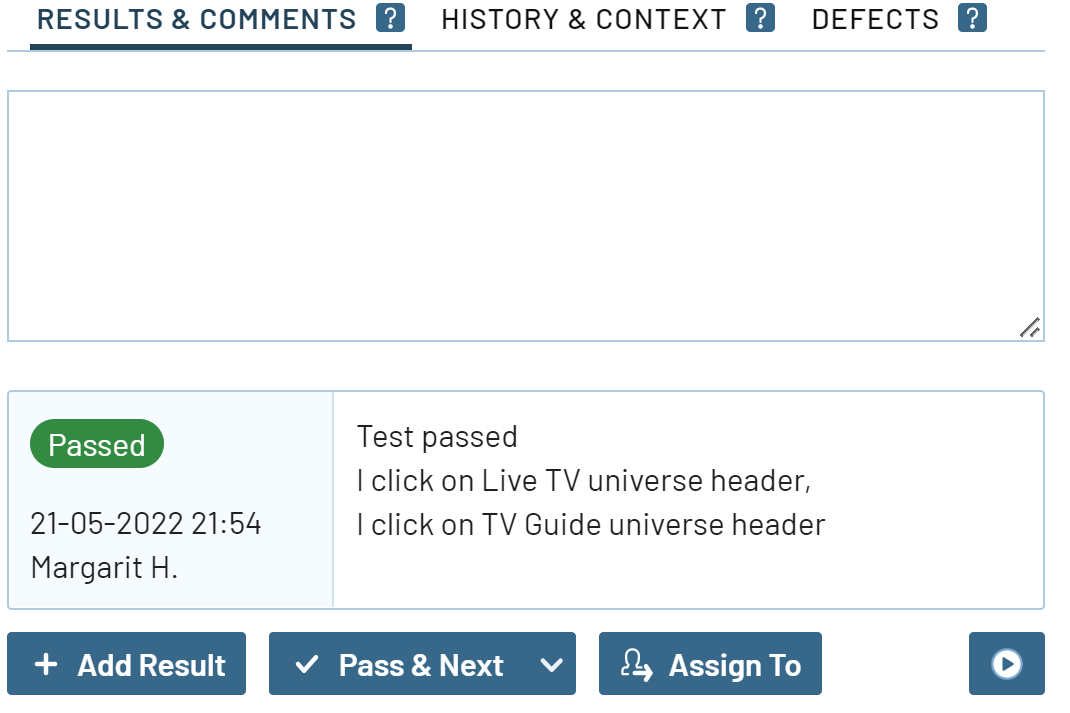 RESULTS & COMMENTS ? HISTORY & CONTEXT ? DEFECTS ?
Passed
21-05-2022 21:54
Margarit H.
Test passed
I click on Live TV universe header,
I click on TV Guide universe header
+ Add Result Pass & Next Assign To